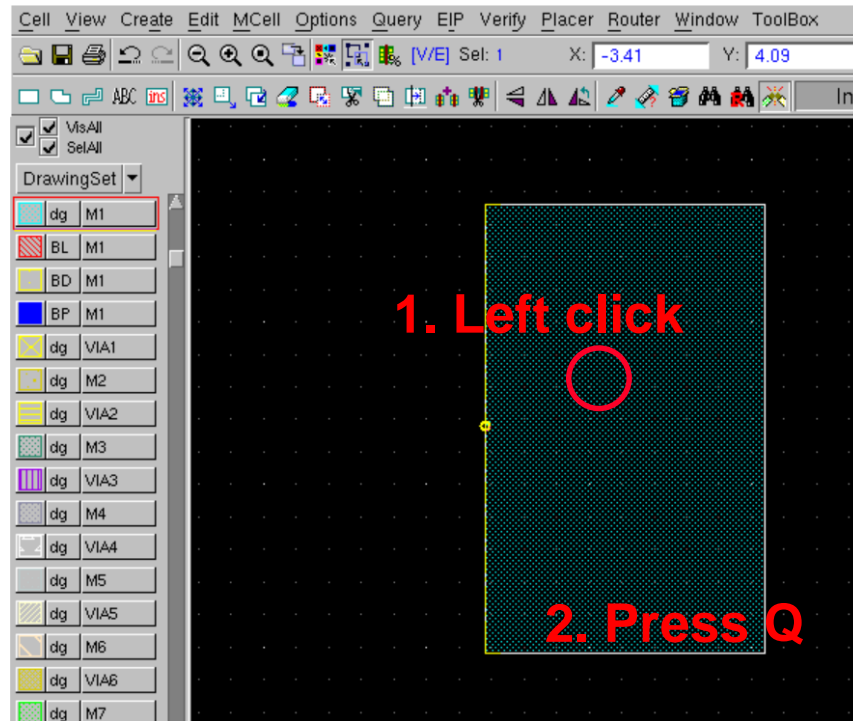 Cell View Create Edit MCell Options Query EIP Verify Placer Router Window ToolBox
[V/E] Sel: 1 X: -3.41 Y: 4.09
ABC ins In
VisAll
SelAll
DrawingSet
dg M1
BL M1
BD M1
BP M1
dg VIA1
dg M2
dg VIA2
dg M3
dg VIA3
dg M4
dg VIA4
dg M5
dg VIA5
dg M6
dg VIA6
dg M7
1. Left click
2. Press Q